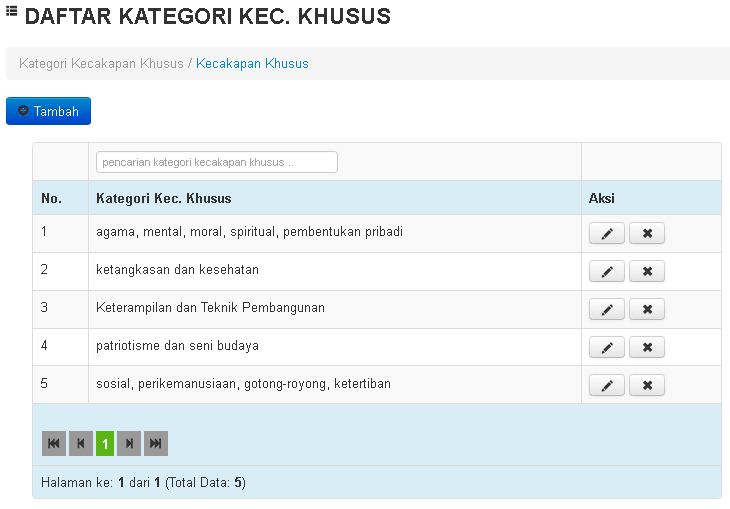 DAFTAR KATEGORI KEC. KHUSUS
Kategori Kecakapan Khusus / Kecakapan Khusus
Tambah
pencarian kategori kecakapan khusus ..
No. Kategori Kec. Khusus Aksi
1 agama, mental, moral, spiritual, pembentukan pribadi
2 ketangkasan dan kesehatan
3 Keterampilan dan Teknik Pembangunan
4 patriotisme dan seni budaya
5 sosial, perikemanusiaan, gotong-royong, ketertiban
1
Halaman ke: 1 dari 1 (Total Data: 5)